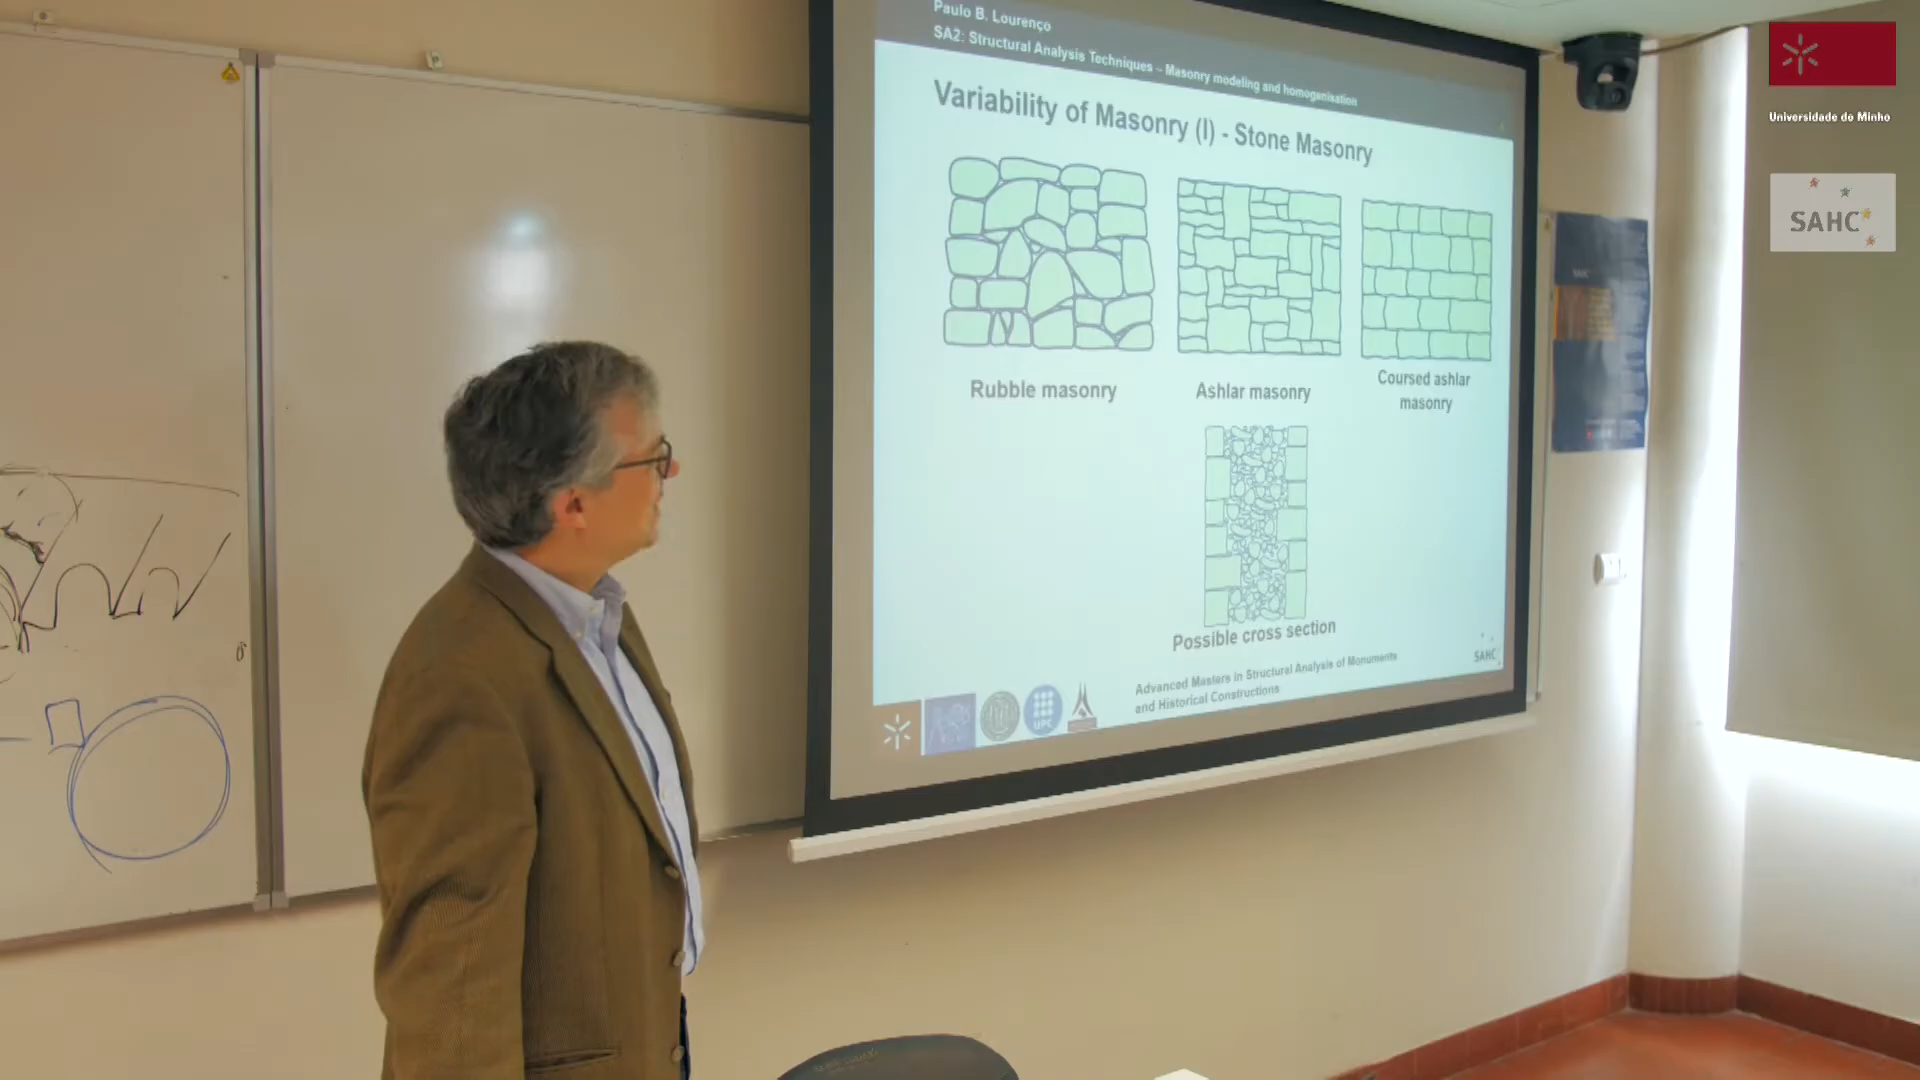 Paulo B. Lourenço
SA2: Structural Analysis Techniques – Masonry modeling and homogenisation
Variability of Masonry (I) - Stone Masonry
Rubble masonry
Ashlar masonry
Coursed ashlar
masonry
Possible cross section
Advanced Masters in Structural Analysis of Monuments
and Historical Constructions
SAHC
UPC
Universidade do Minho
SAHC
SAHC